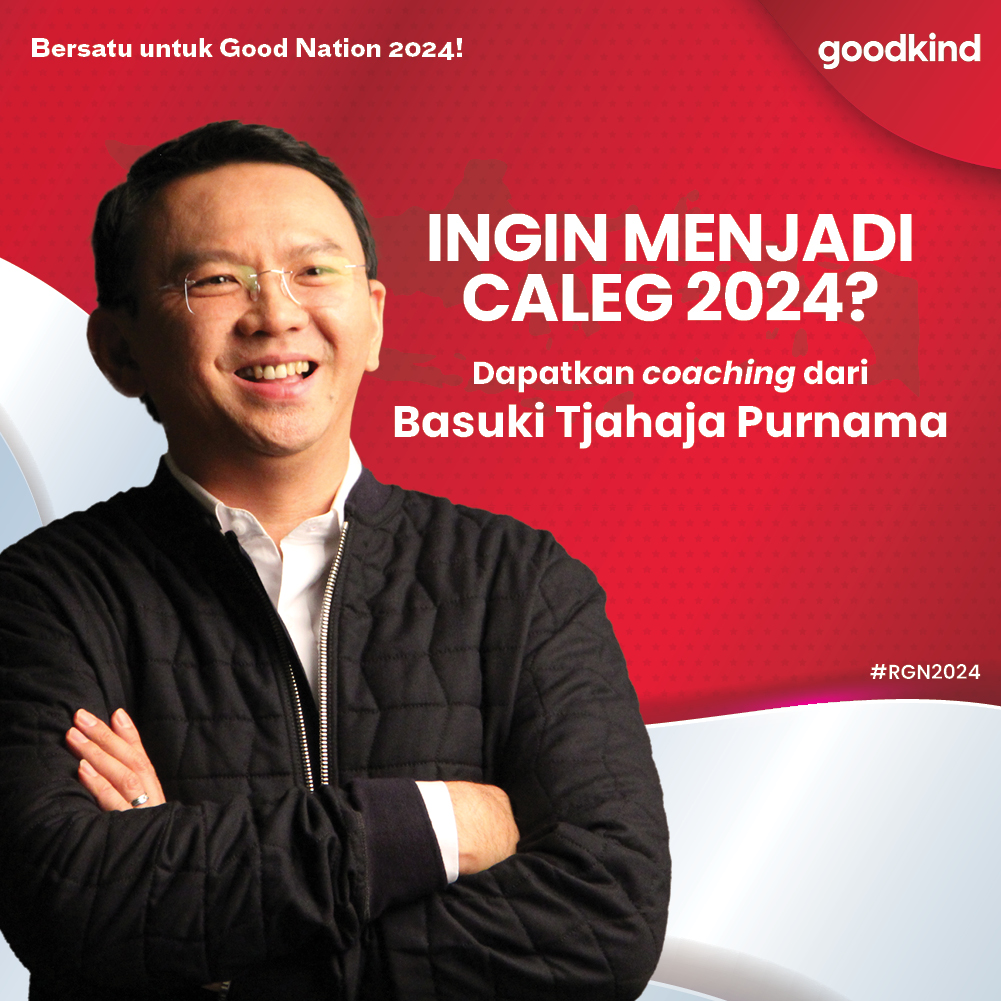 Bersatu untuk Good Nation 2024!
goodkind
INGIN MENJADI
CALEG 2024?
Dapatkan coaching dari
Basuki Tjahaja Purnama
#RGN2024